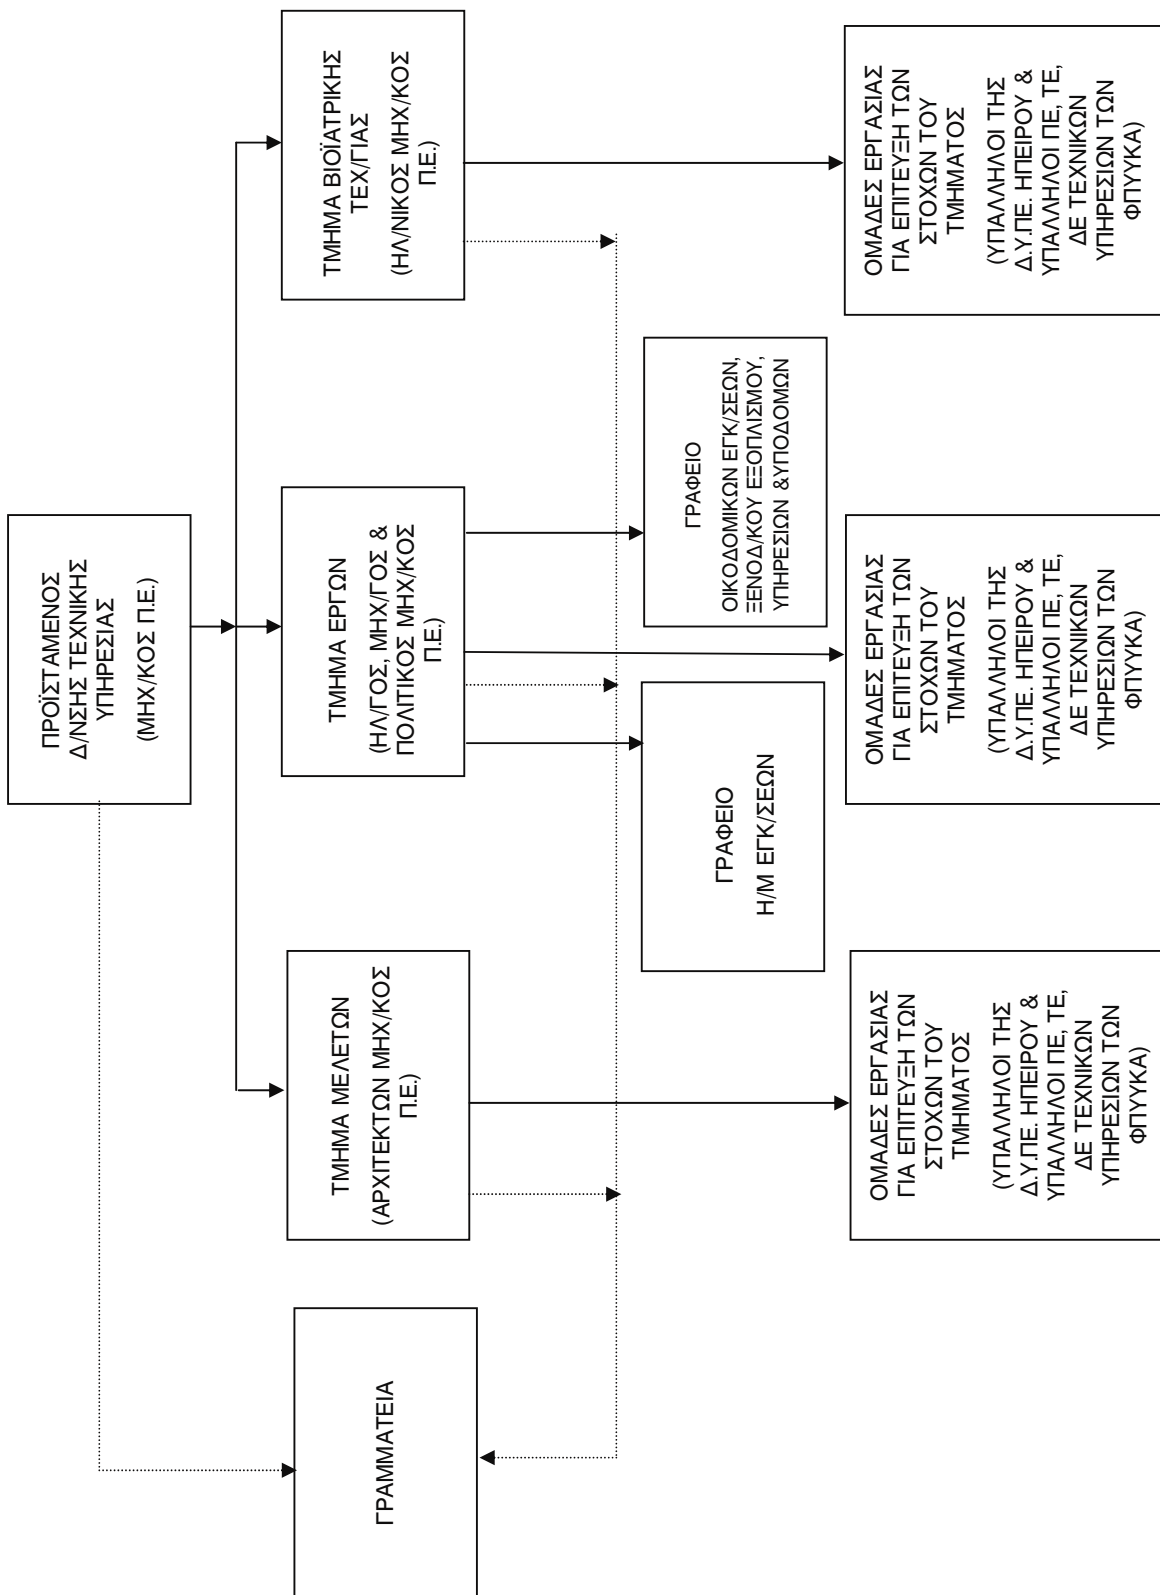 ΠΡΟΪΣΤΑΜΕΝΟΣ
Δ/ΝΣΗΣ ΤΕΧΝΙΚΗΣ
ΥΠΗΡΕΣΙΑΣ
(ΜΗΧ/ΚΟΣ Π.Ε.)
ΓΡΑΜΜΑΤΕΙΑ
ΤΜΗΜΑ ΜΕΛΕΤΩΝ
(ΑΡΧΙΤΕΚΤΩΝ ΜΗΧ/ΚΟΣ
Π.Ε.)
ΤΜΗΜΑ ΕΡΓΩΝ
(ΗΛ/ΓΟΣ, ΜΗΧ/ΓΟΣ &
ΠΟΛΙΤΙΚΟΣ ΜΗΧ/ΚΟΣ
Π.Ε.)
ΤΜΗΜΑ ΒΙΟΪΑΤΡΙΚΗΣ
ΤΕΧ/ΓΙΑΣ
(ΗΛ/ΝΙΚΟΣ ΜΗΧ/ΚΟΣ
Π.Ε.)
ΓΡΑΦΕΙΟ
Η/Μ ΕΓΚ/ΣΕΩΝ
ΓΡΑΦΕΙΟ
ΟΙΚΟΔΟΜΙΚΩΝ ΕΓΚ/ΣΕΩΝ,
ΞΕΝΟΔ/ΚΟΥ ΕΞΟΠΛΙΣΜΟΥ,
ΥΠΗΡΕΣΙΩΝ &ΥΠΟΔΟΜΩΝ
ΟΜΑΔΕΣ ΕΡΓΑΣΙΑΣ
ΓΙΑ ΕΠΙΤΕΥΞΗ ΤΩΝ
ΣΤΟΧΩΝ ΤΟΥ
ΤΜΗΜΑΤΟΣ
(ΥΠΑΛΛΗΛΟΙ ΤΗΣ
Δ.Υ.ΠΕ. ΗΠΕΙΡΟΥ &
ΥΠΑΛΛΗΛΟΙ ΠΕ, ΤΕ,
ΔΕ ΤΕΧΝΙΚΩΝ
ΥΠΗΡΕΣΙΩΝ ΤΩΝ
ΦΠΥΥΚΑ)
ΟΜΑΔΕΣ ΕΡΓΑΣΙΑΣ
ΓΙΑ ΕΠΙΤΕΥΞΗ ΤΩΝ
ΣΤΟΧΩΝ ΤΟΥ
ΤΜΗΜΑΤΟΣ
(ΥΠΑΛΛΗΛΟΙ ΤΗΣ
Δ.Υ.ΠΕ. ΗΠΕΙΡΟΥ &
ΥΠΑΛΛΗΛΟΙ ΠΕ, ΤΕ,
ΔΕ ΤΕΧΝΙΚΩΝ
ΥΠΗΡΕΣΙΩΝ ΤΩΝ
ΦΠΥΥΚΑ)
ΟΜΑΔΕΣ ΕΡΓΑΣΙΑΣ
ΓΙΑ ΕΠΙΤΕΥΞΗ ΤΩΝ
ΣΤΟΧΩΝ ΤΟΥ
ΤΜΗΜΑΤΟΣ
(ΥΠΑΛΛΗΛΟΙ ΤΗΣ
Δ.Υ.ΠΕ. ΗΠΕΙΡΟΥ &
ΥΠΑΛΛΗΛΟΙ ΠΕ, ΤΕ,
ΔΕ ΤΕΧΝΙΚΩΝ
ΥΠΗΡΕΣΙΩΝ ΤΩΝ
ΦΠΥΥΚΑ)